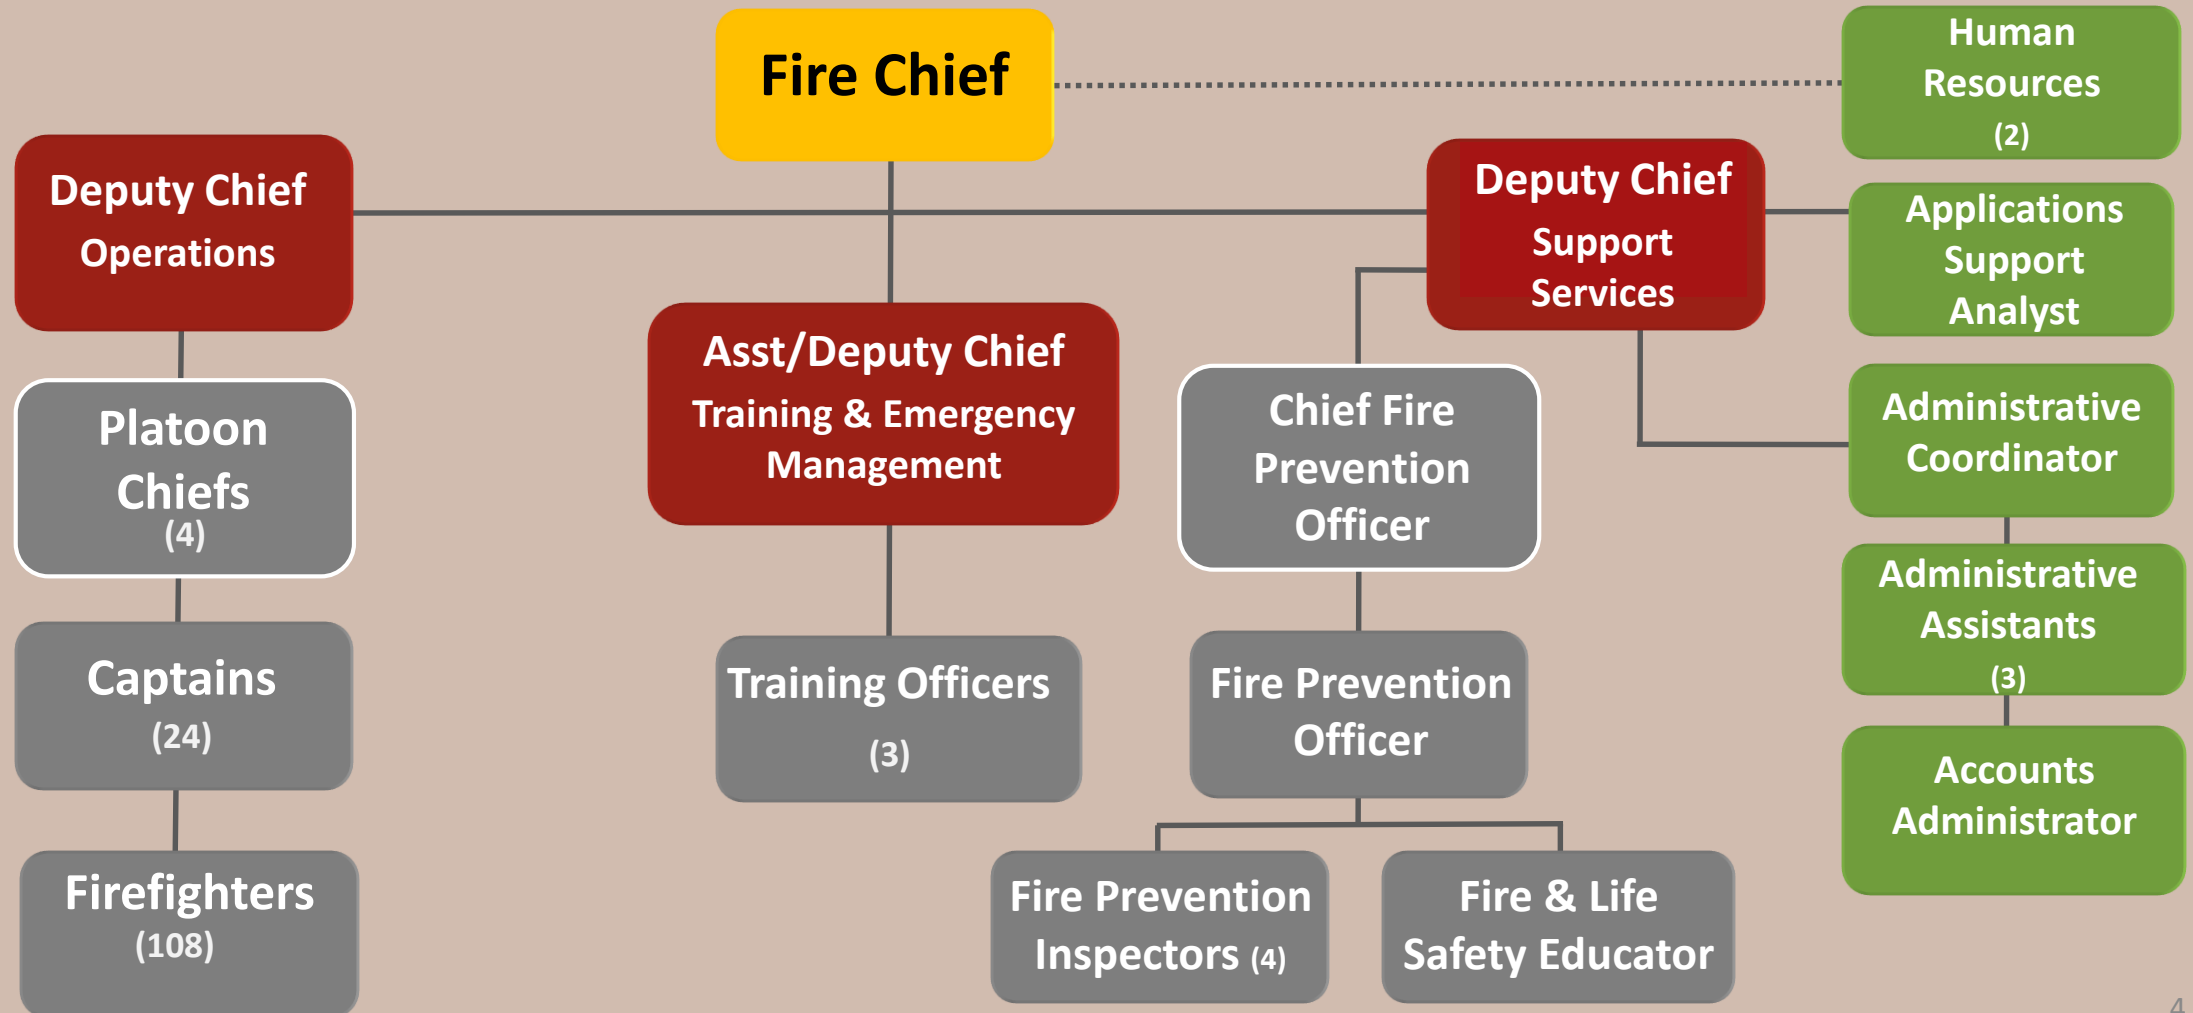 Fire Chief
Human
Resources
(2)
Deputy Chief
Operations
Deputy Chief
Support
Services
Applications
Support
Analyst
Asst/Deputy Chief
Training & Emergency
Management
Platoon
Chiefs
(4)
Chief Fire
Prevention
Officer
Administrative
Coordinator
Captains
(24)
Training Officers
(3)
Fire Prevention
Officer
Administrative
Assistants
(3)
Accounts
Administrator
Firefighters
(108)
Fire Prevention
Inspectors (4)
Fire & Life
Safety Educator
4